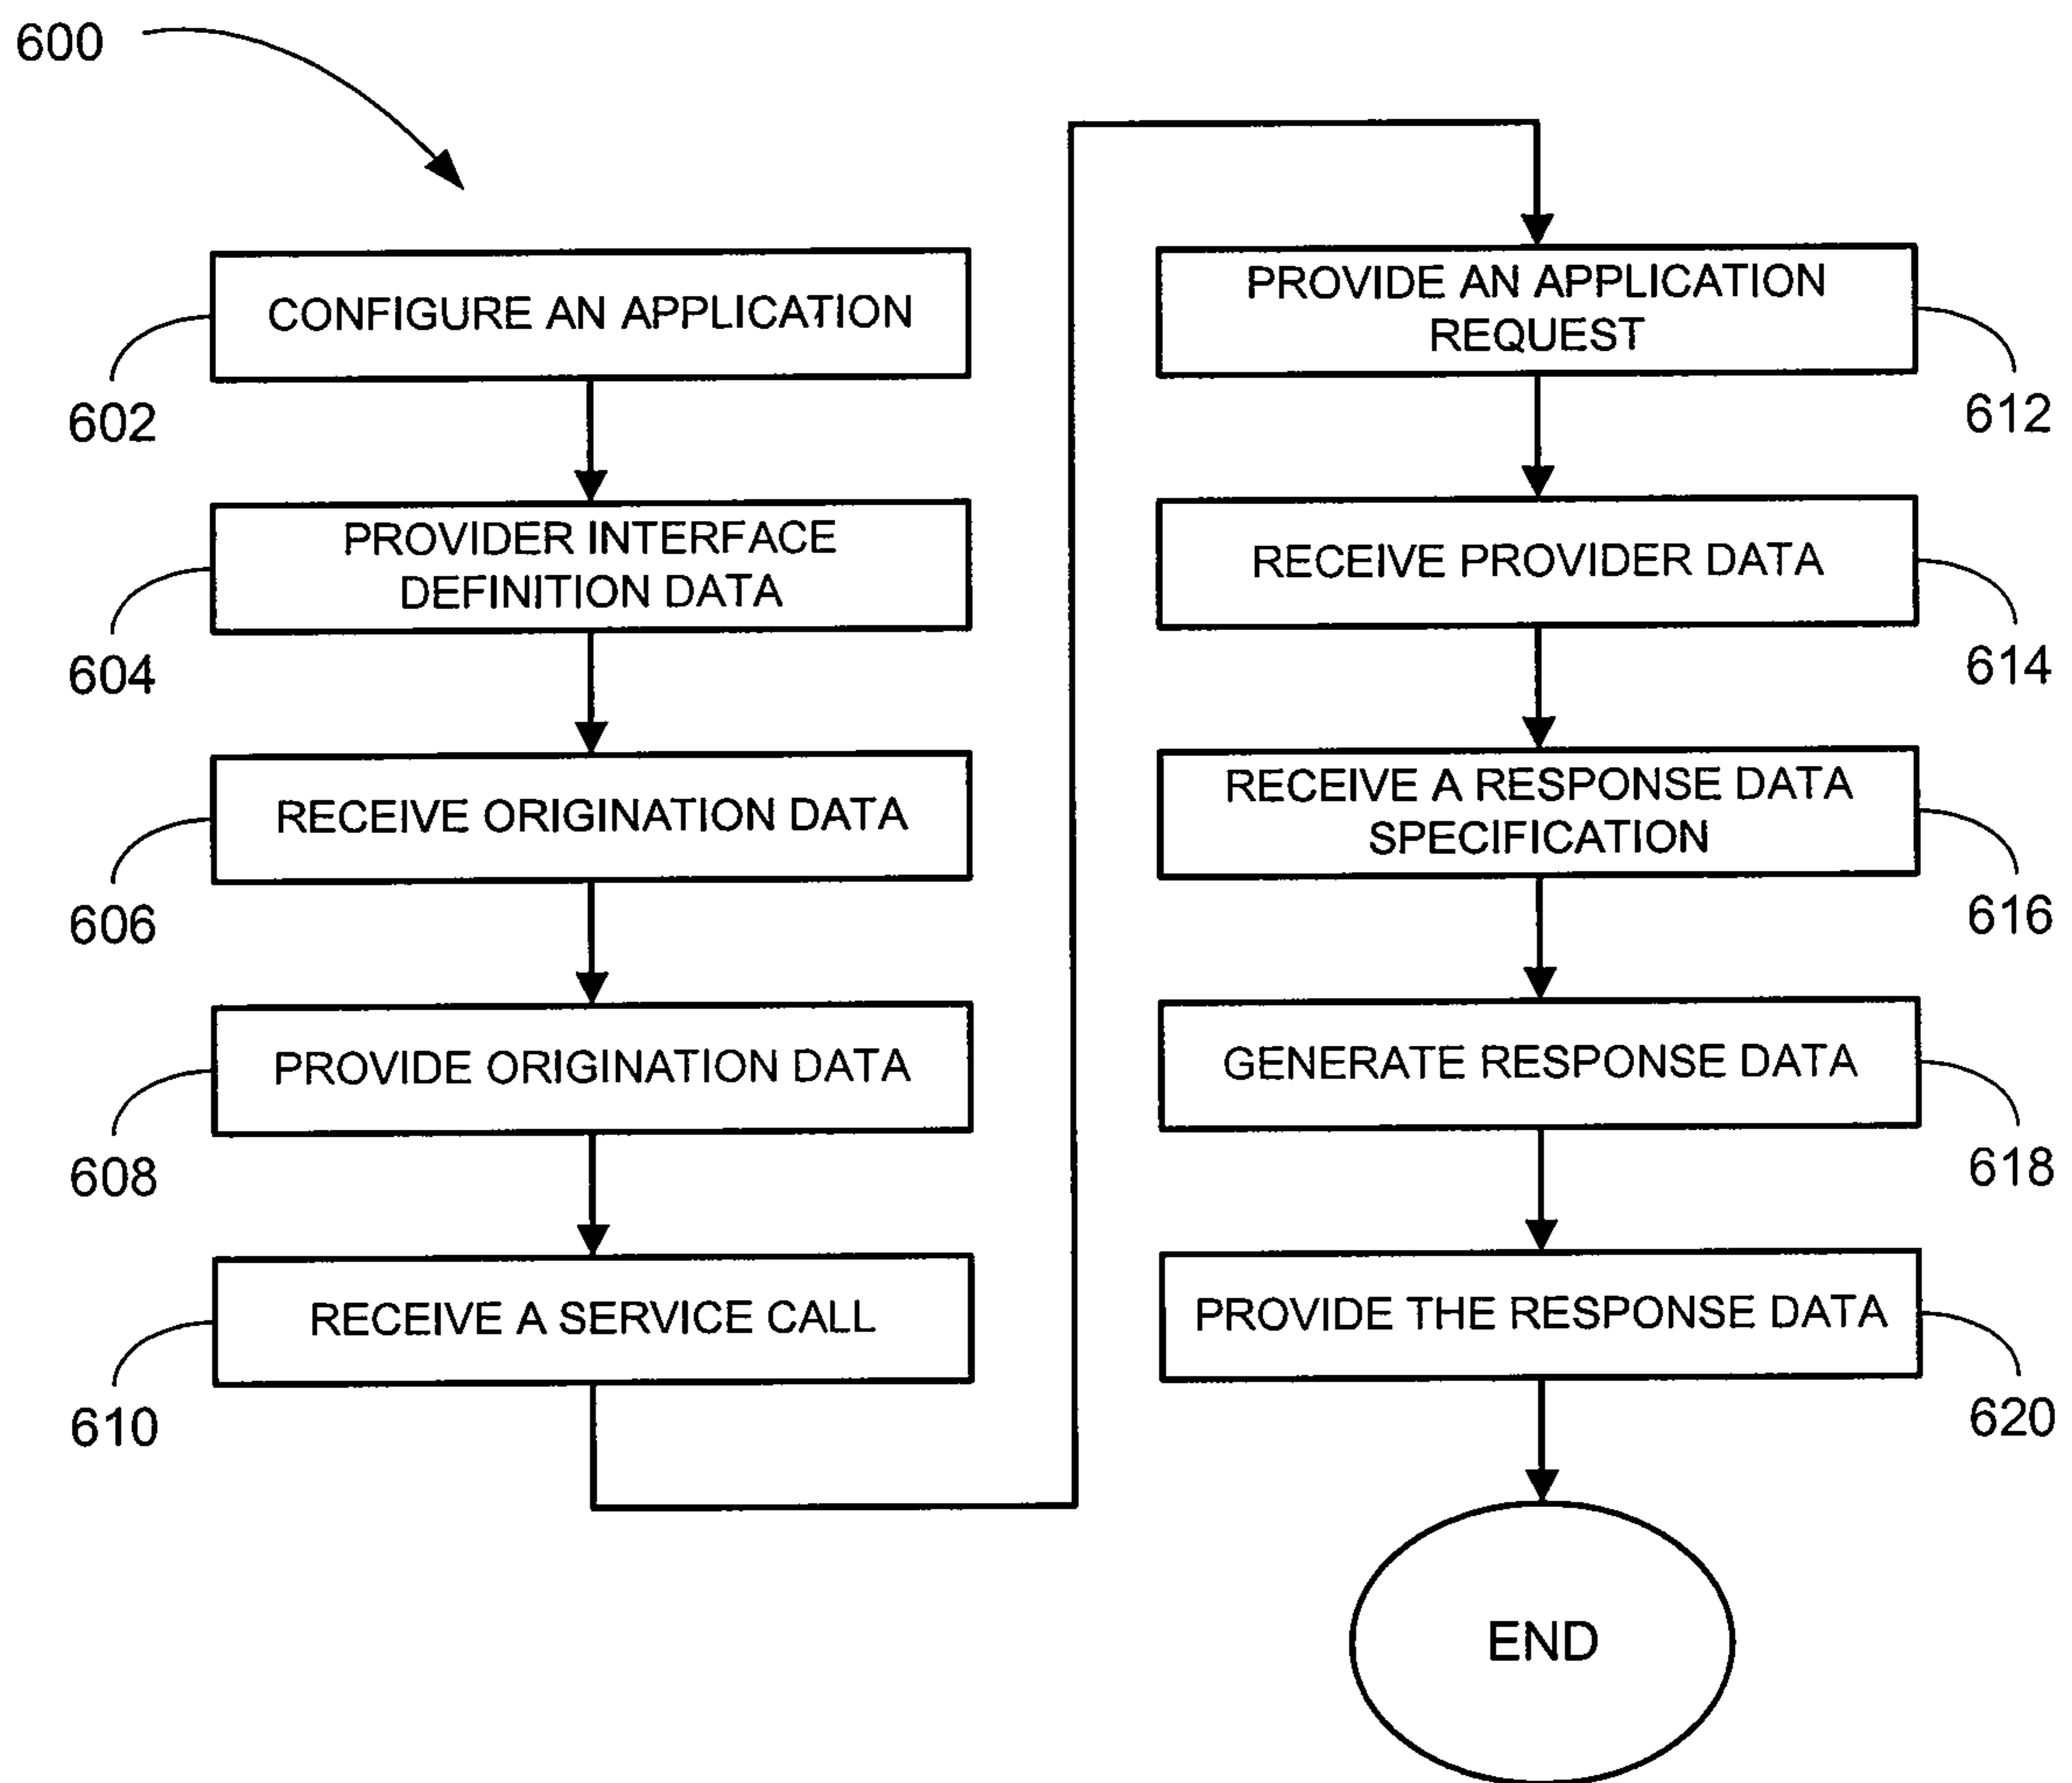 600
CONFIGURE AN APPLICATION
602
PROVIDER INTERFACE
DEFINITION DATA
604
RECEIVE ORIGINATION DATA
606
PROVIDE ORIGINATION DATA
608
RECEIVE A SERVICE CALL
610
PROVIDE AN APPLICATION
REQUEST
612
RECEIVE PROVIDER DATA
614
RECEIVE A RESPONSE DATA
SPECIFICATION
616
GENERATE RESPONSE DATA
618
PROVIDE THE RESPONSE DATA
620
END